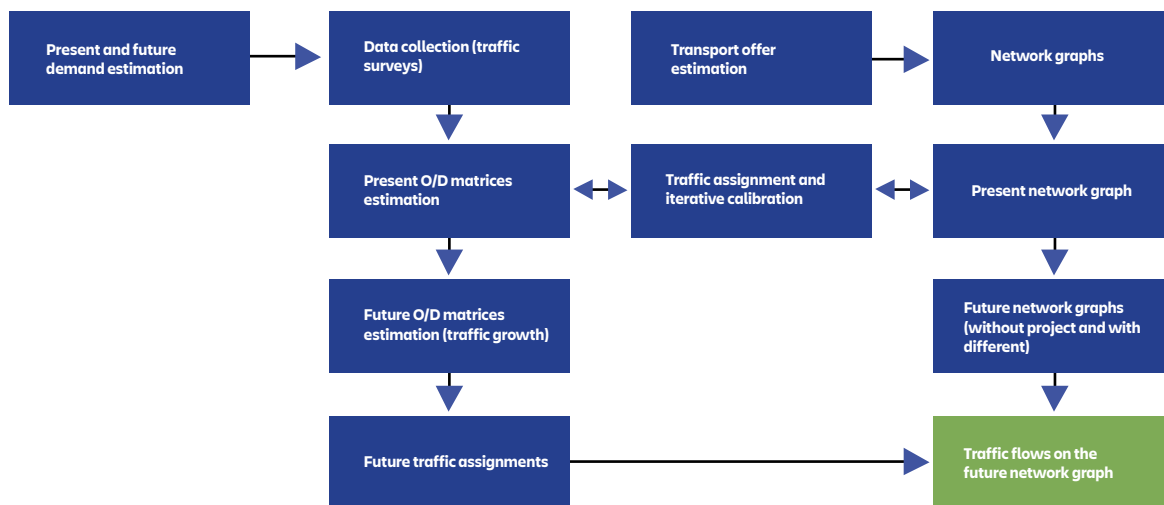 Present and future
demand estimation
Data collection (traffic
surveys)
Transport offer
estimation
Network graphs
Present O/D matrices
estimation
Traffic assignment and
iterative calibration
Present network graph
Future O/D matrices
estimation (traffic growth)
Future network graphs
(without project and with
different)
Future traffic assignments
Traffic flows on the
future network graph